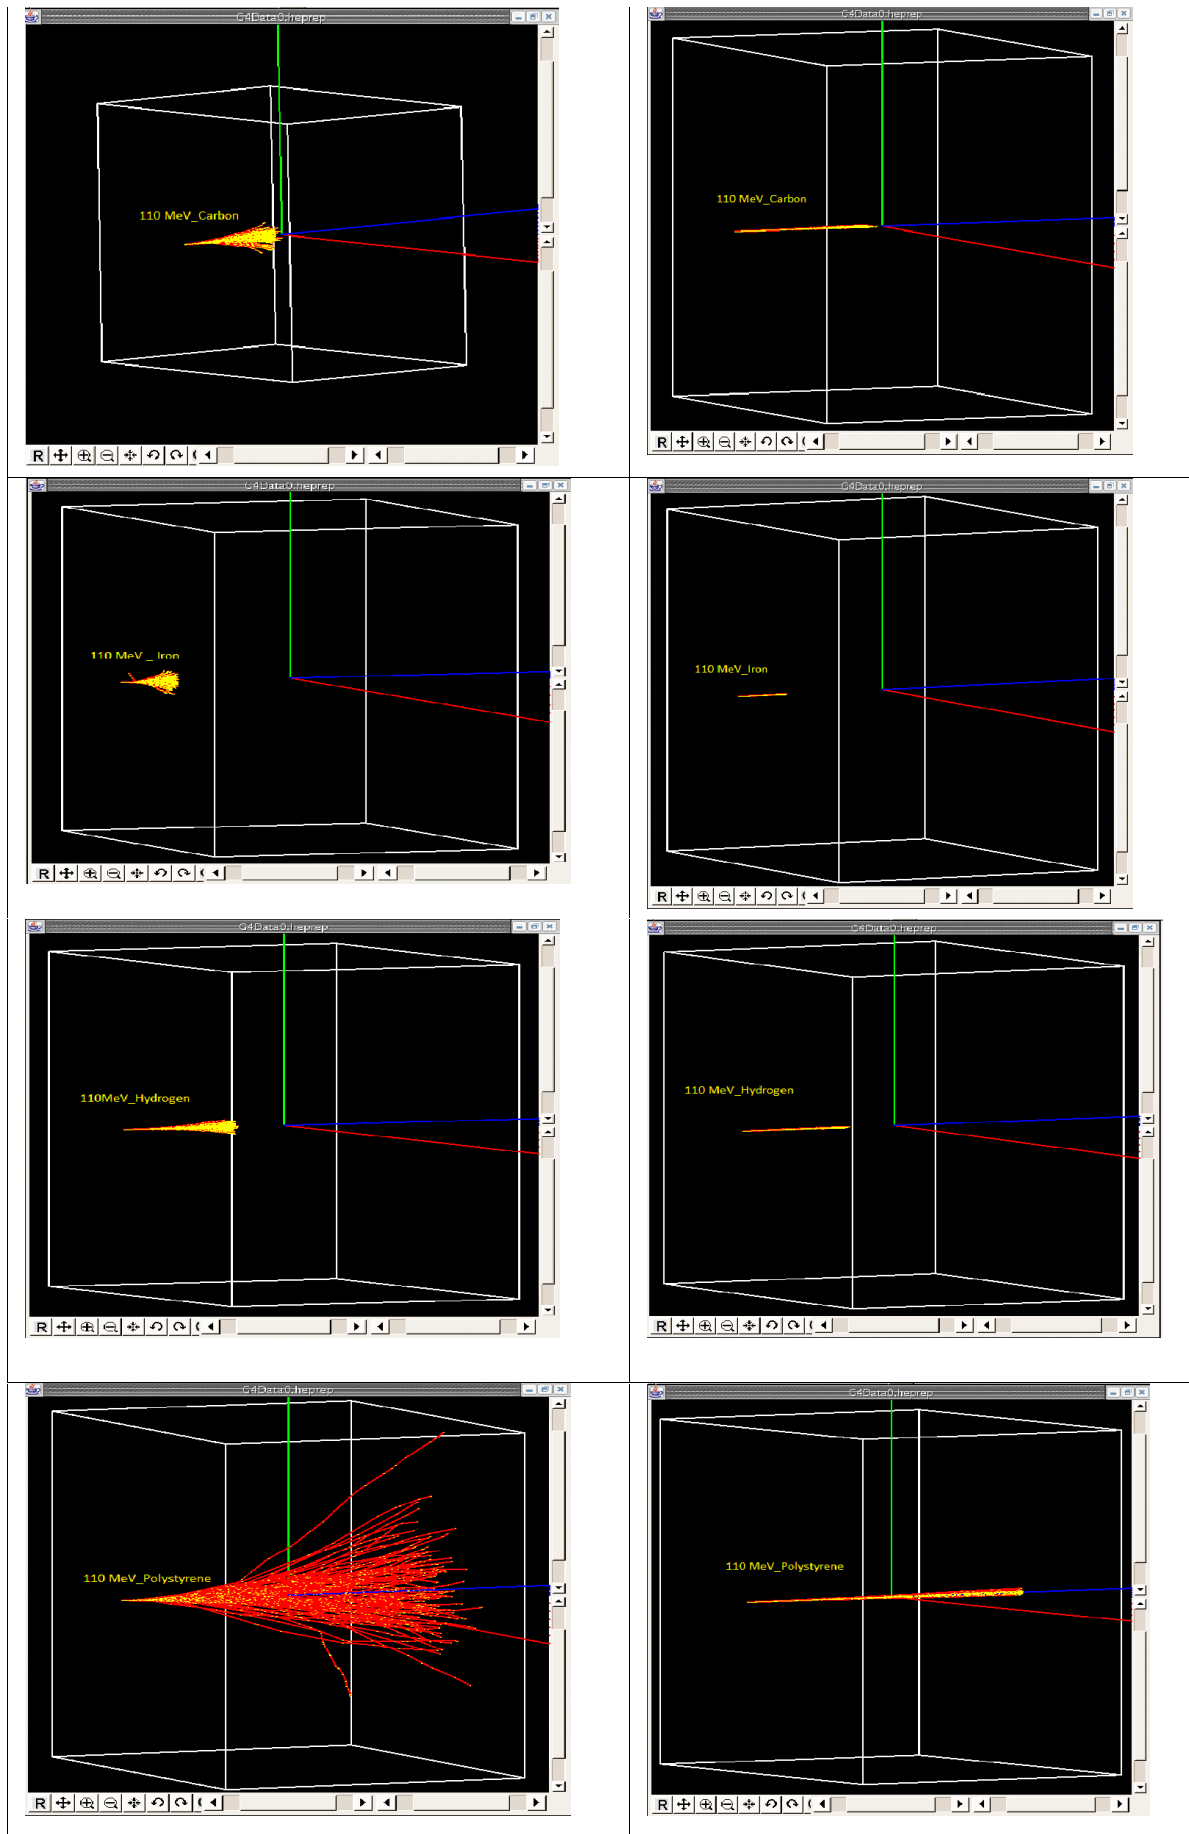 G4Data0.heprep
G4Data0.heprep
110 MeV_Carbon
110 MeV_Carbon
R
R
G4Data0.heprep
G4Data0.heprep
110 MeV _ Iron
110 MeV_Iron
R
R
G4Data0.heprep
G4Data0.heprep
110MeV_Hydrogen
110 MeV_Hydrogen
R
R
G4Data0.heprep
G4Data0.heprep
110 MeV_Polystyrene
110 MeV_Polystyrene
R
R